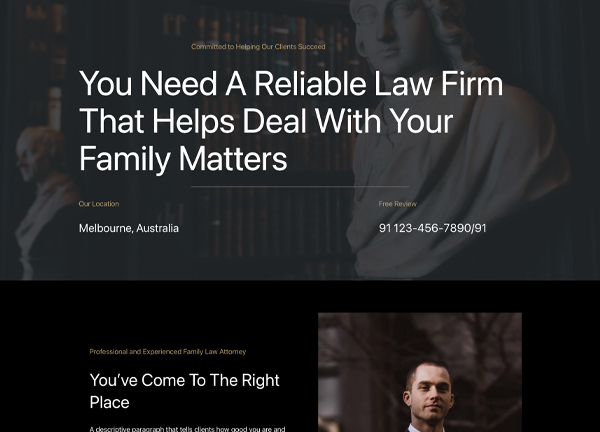 Committed to Helping Our Clients Succeed
You Need A Reliable Law Firm
That Helps Deal With Your
Family Matters
Our Location
Free Review
Melbourne, Australia
91 123-456-7890/91
Professional and Experienced Family Law Attorney
You've Come To The Right
Place
A descriptive paragraph that tells clients how good you are and